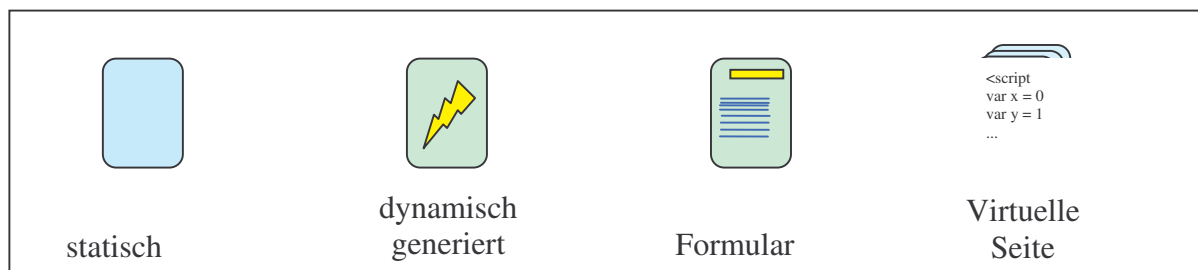 <script
var x = 0
var y = 1
...
statisch
dynamisch
generiert
Formular
Virtuelle
Seite